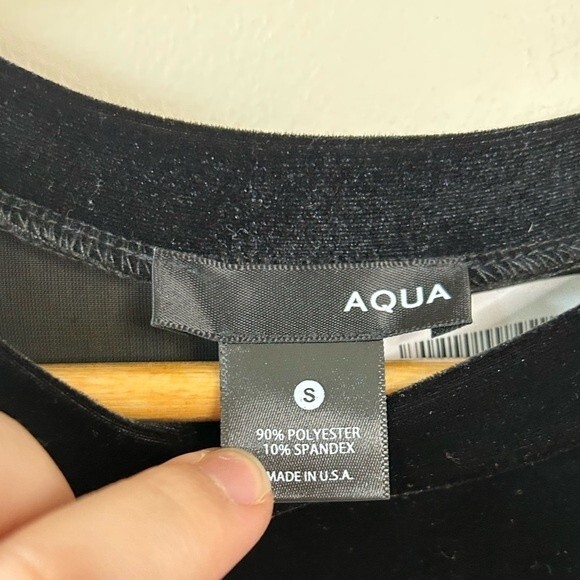 AQUA
S
90% POLYESTER
10% SPANDEX
MADE IN U.S.A.